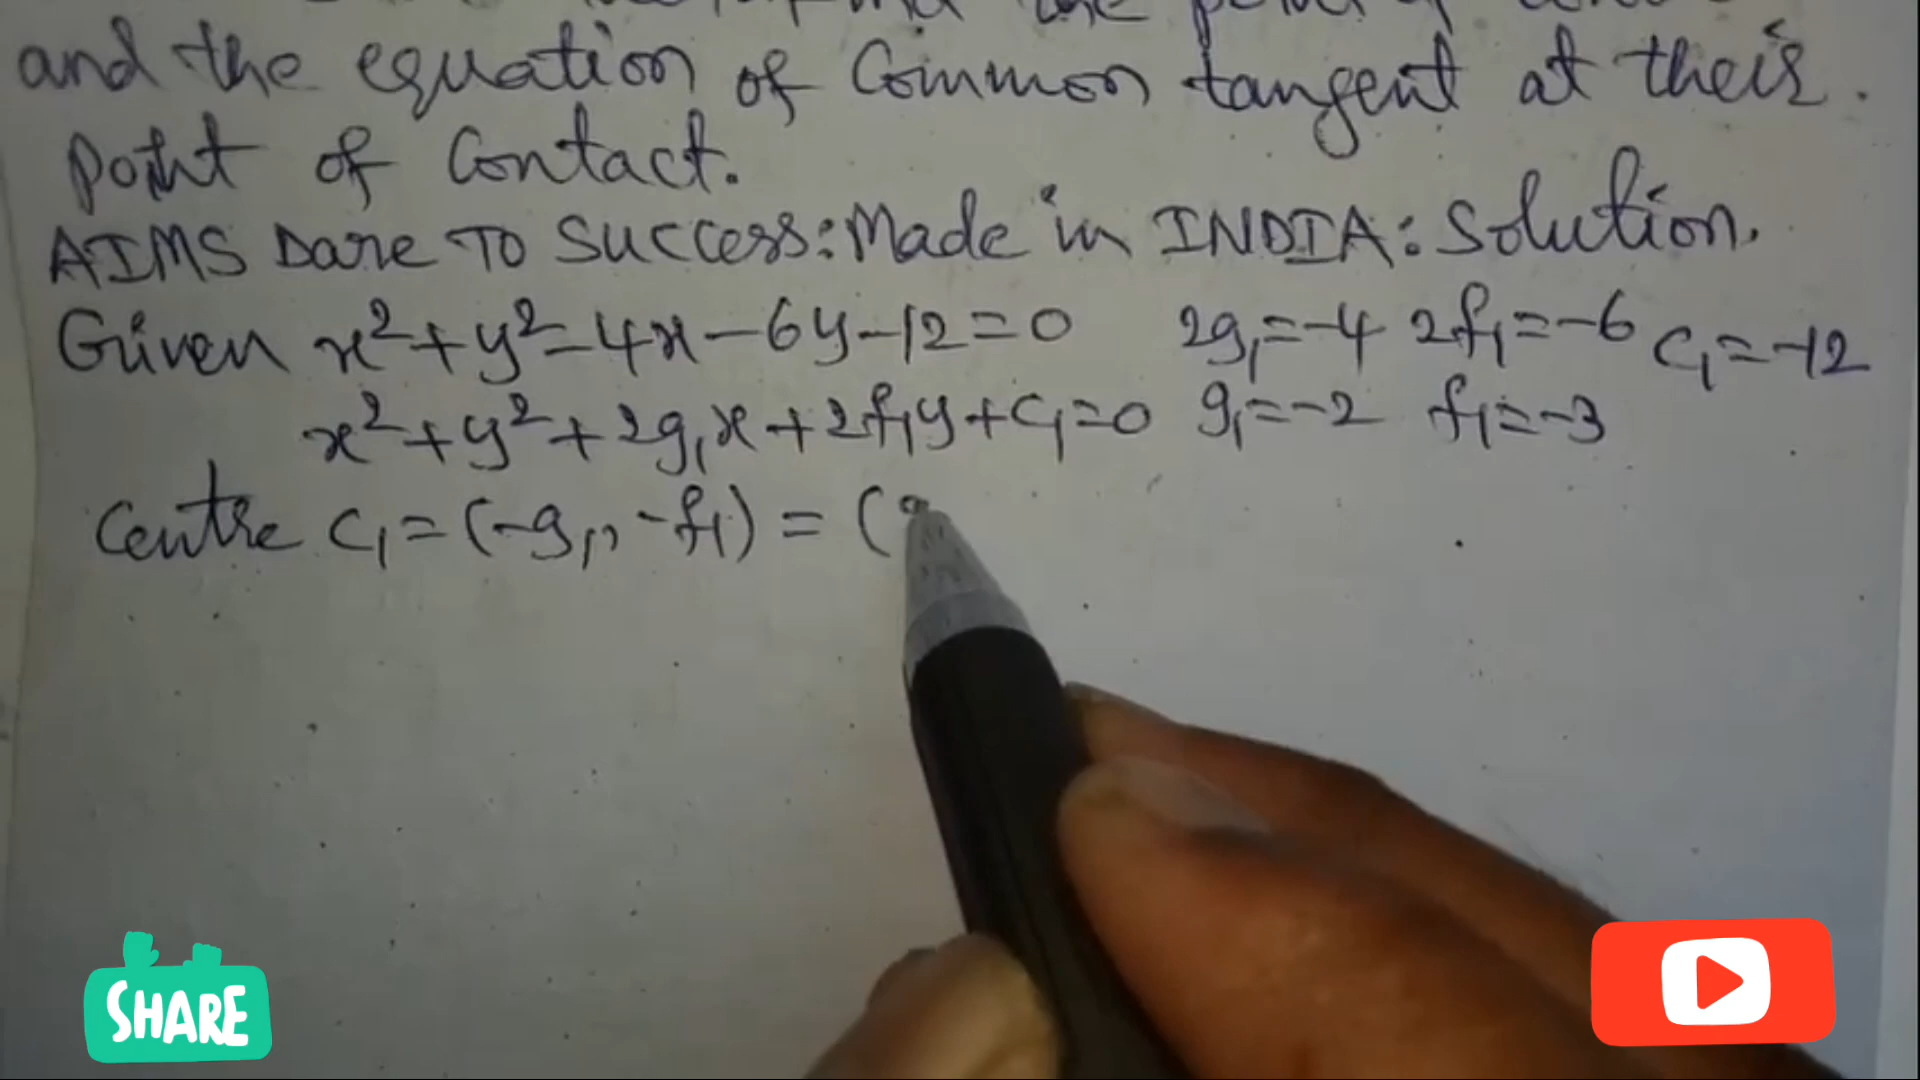 and the equation of Common tangent at their
point of Contact.
AIMS Dare To Success: Made in INDIA: Solution.
Given x²+y²-4x-6y-12=0 2g₁=-4 2f₁=-6 c₁=-12
x²+y²+2g₁x+2f₁y+c₁=0 g₁=-2 f₁=-3
Centre C₁=(-g₁, -f₁) = (
SHARE